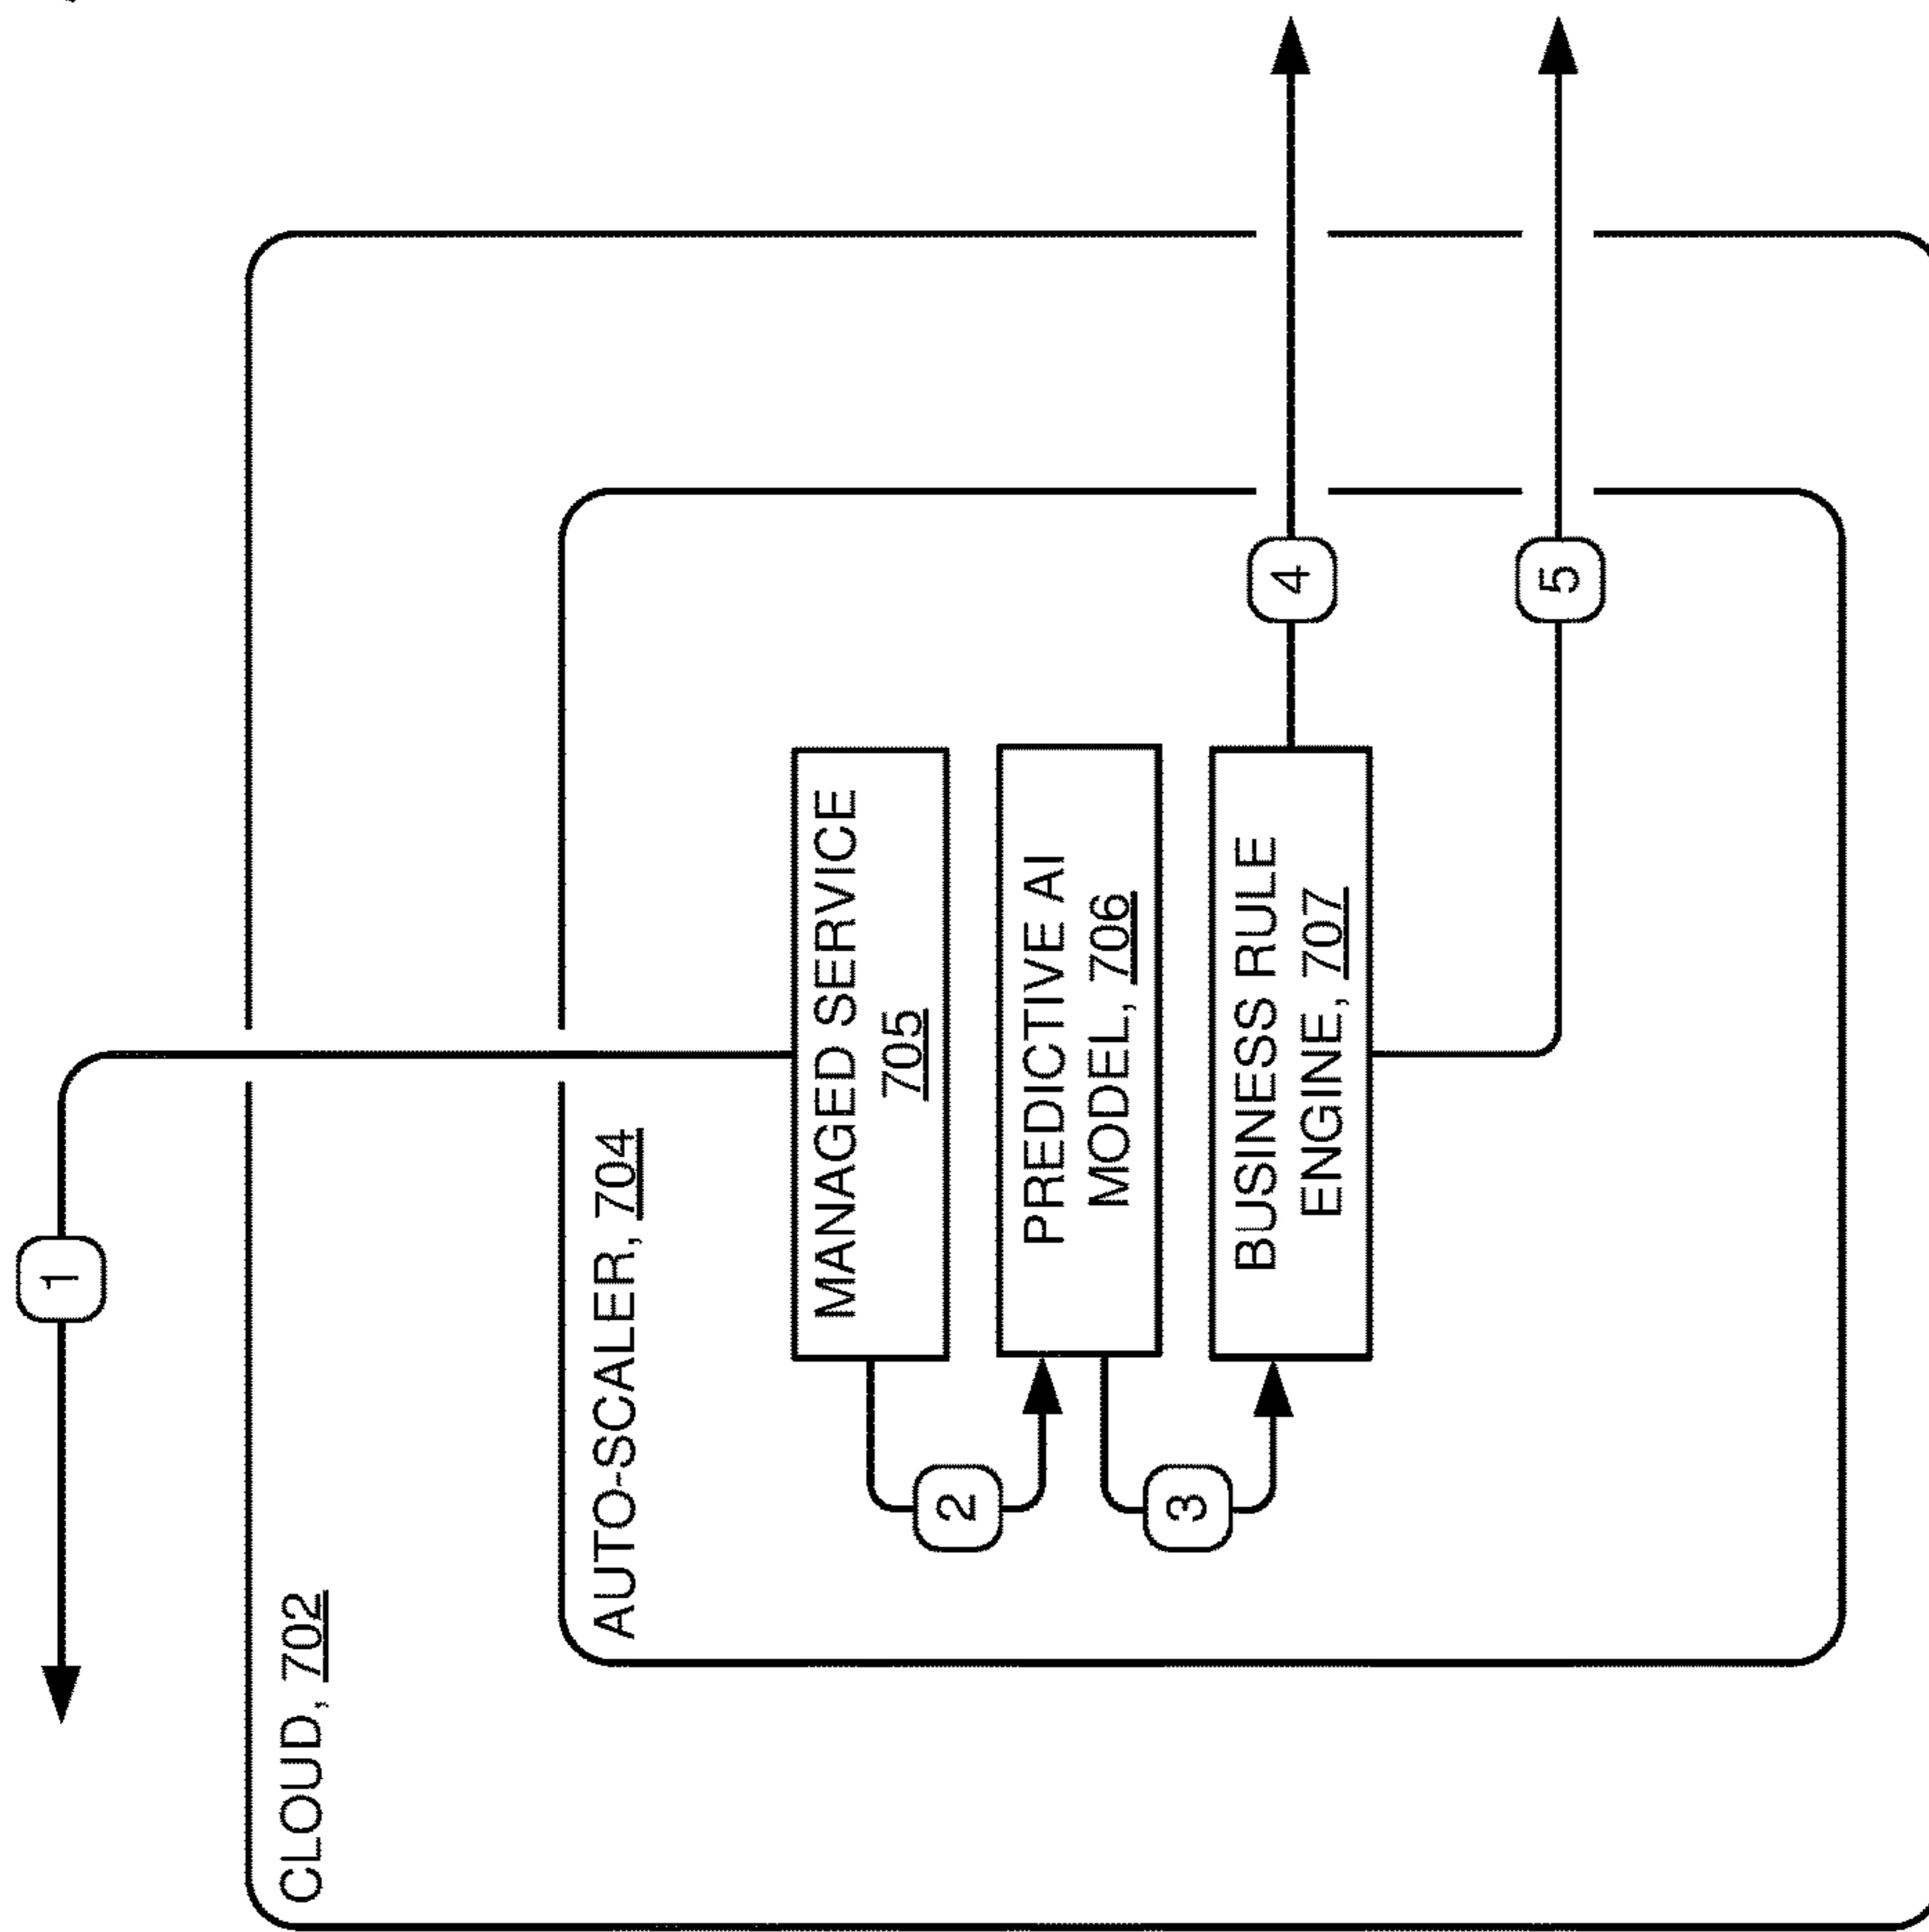 1
CLOUD, 702
AUTO-SCALER, 704
MANAGED SERVICE
705
2
PREDICTIVE AI
MODEL, 706
3
BUSINESS RULE
ENGINE, 707
4
5